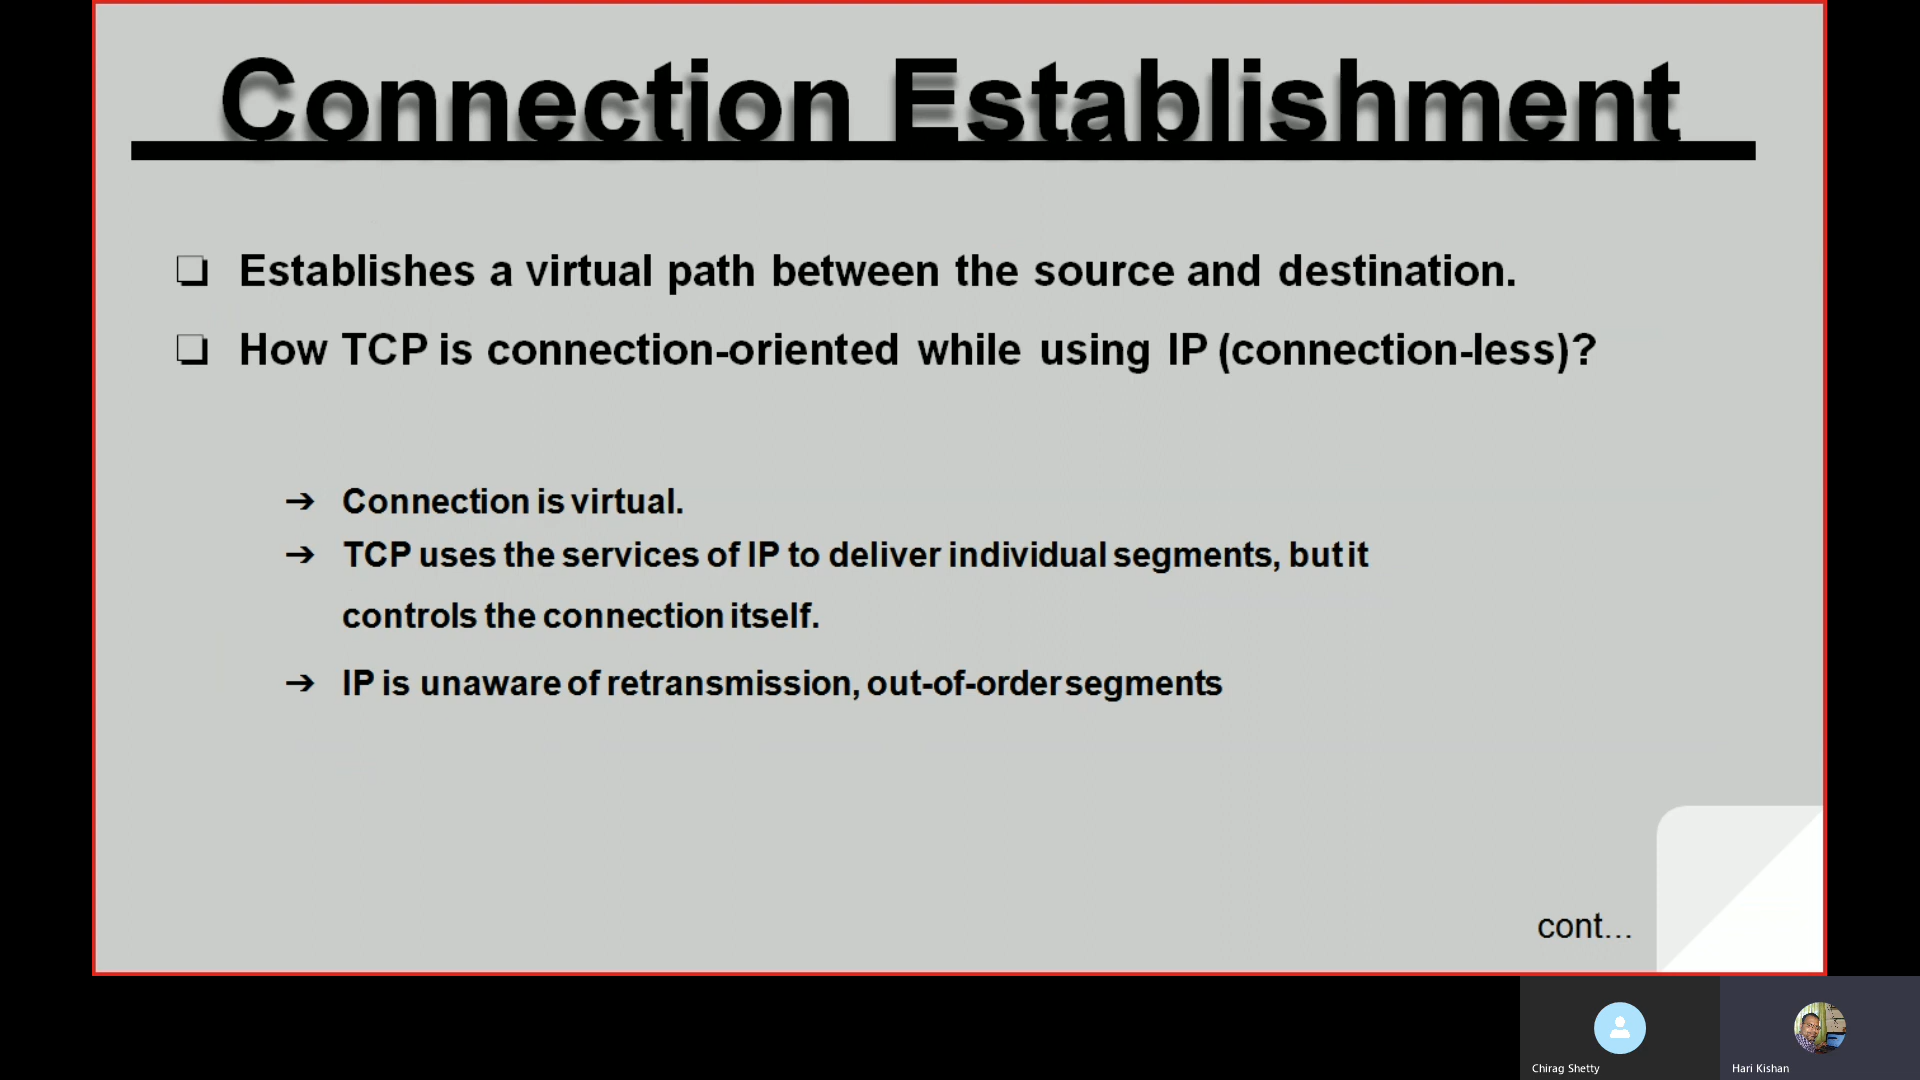 Connection Establishment
❏ Establishes a virtual path between the source and destination.
❏ How TCP is connection-oriented while using IP (connection-less)?
➔ Connection is virtual.
➔ TCP uses the services of IP to deliver individual segments, but it
controls the connection itself.
➔ IP is unaware of retransmission, out-of-order segments
cont...
Chirag Shetty
Hari Kishan